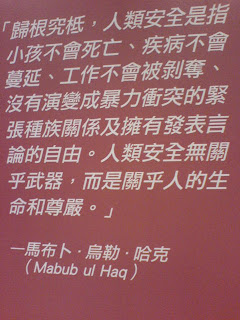 「歸根究柢，人類安全是指
小孩不會死亡、疾病不會
蔓延、工作不會被剝奪、
沒有演變成暴力衝突的緊
張種族關係及擁有發表言
論的自由。人類安全無關
乎武器，而是關乎人的生
命和尊嚴。」
—馬布卜·烏勒·哈克
（Mabub ul Haq）